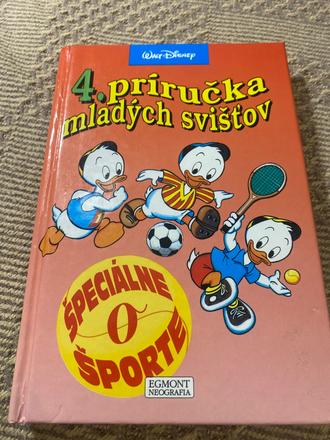 Walt Disney
4. príručka
mladých svišťov
ŠPECIÁLNE
O
ŠPORTE
EGMONT
NEOGRAFIA